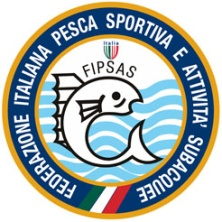 FEDERAZIONE ITALIANA PESCA SPORTIVA E ATTIVITA' SUBACQUEE
Italia
FIPSAS